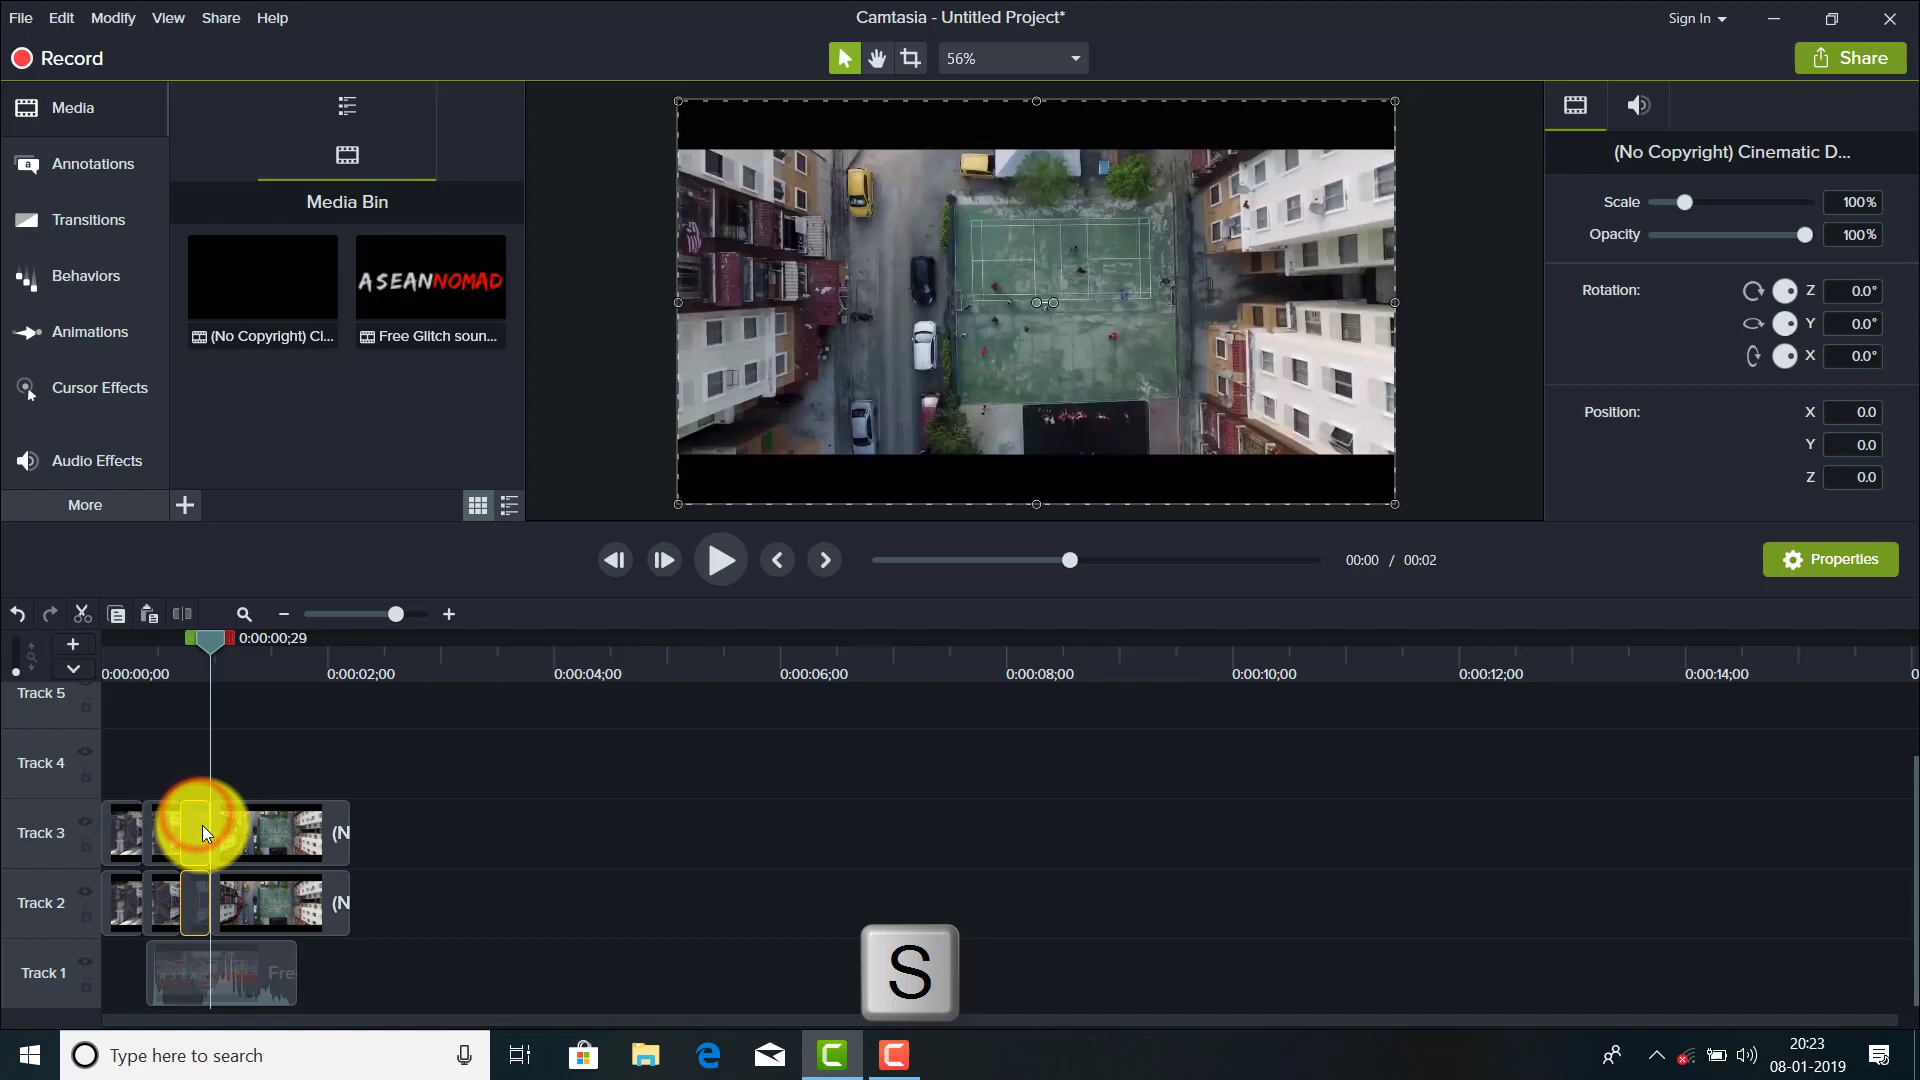 File Edit Modify View Share Help
Camtasia - Untitled Project*
Sign In
Record
56%
Share
Media
Annotations
Transitions
Behaviors
Animations
Cursor Effects
Audio Effects
More
Media Bin
ASEANNOMAD
(No Copyright) Ci...
Free Glitch soun...
(No Copyright) Cinematic D...
Scale 100%
Opacity 100%
Rotation: Z 0.0°
Y 0.0°
X 0.0°
Position: X 0.0
Y 0.0
Z 0.0
00:00 / 00:02
Properties
0:00:00;29
0:00:00;00 0:00:02;00 0:00:04;00 0:00:06;00 0:00:08;00 0:00:10;00 0:00:12;00 0:00:14;00 0
Track 5
Track 4
Track 3
(N
Track 2
(N
Track 1
Fre
S
Type here to search
20:23
08-01-2019